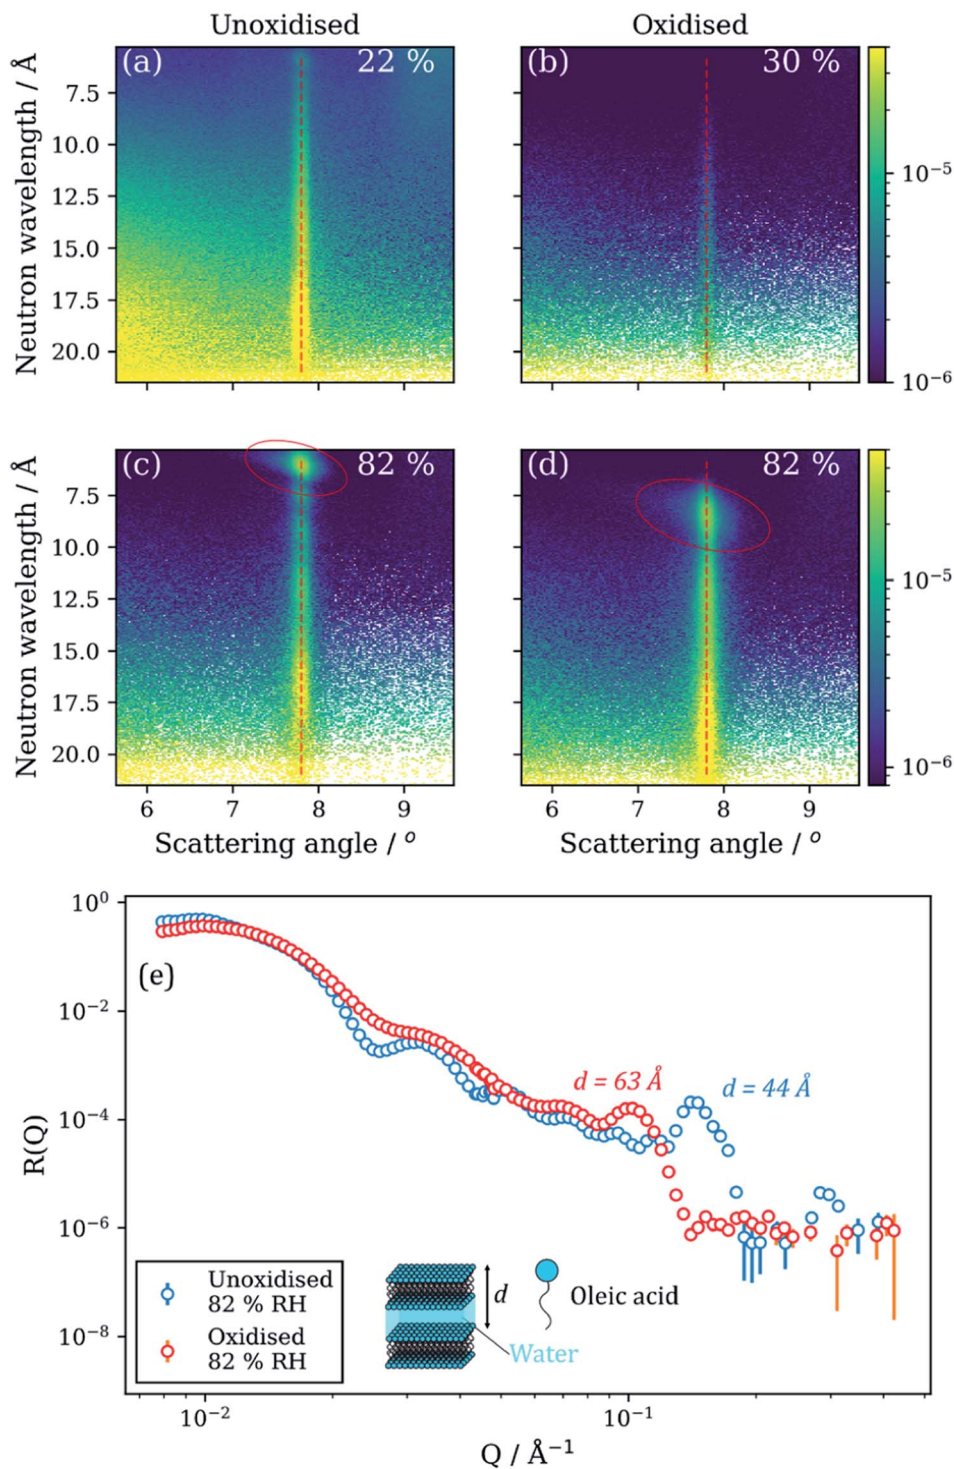 Unoxidised
Oxidised
(a)
22 %
(b)
30 %
Neutron wavelength / Å
7.5
10.0
12.5
15.0
17.5
20.0
10⁻⁵
10⁻⁶
(c)
82 %
(d)
82 %
Neutron wavelength / Å
7.5
10.0
12.5
15.0
17.5
20.0
10⁻⁵
10⁻⁶
6
7
8
9
6
7
8
9
Scattering angle / °
Scattering angle / °
(e)
R(Q)
10⁰
10⁻²
10⁻⁴
10⁻⁶
10⁻⁸
d = 63 Å
d = 44 Å
Unoxidised
82 % RH
Oxidised
82 % RH
d
Oleic acid
Water
10⁻²
10⁻¹
Q / Å⁻¹